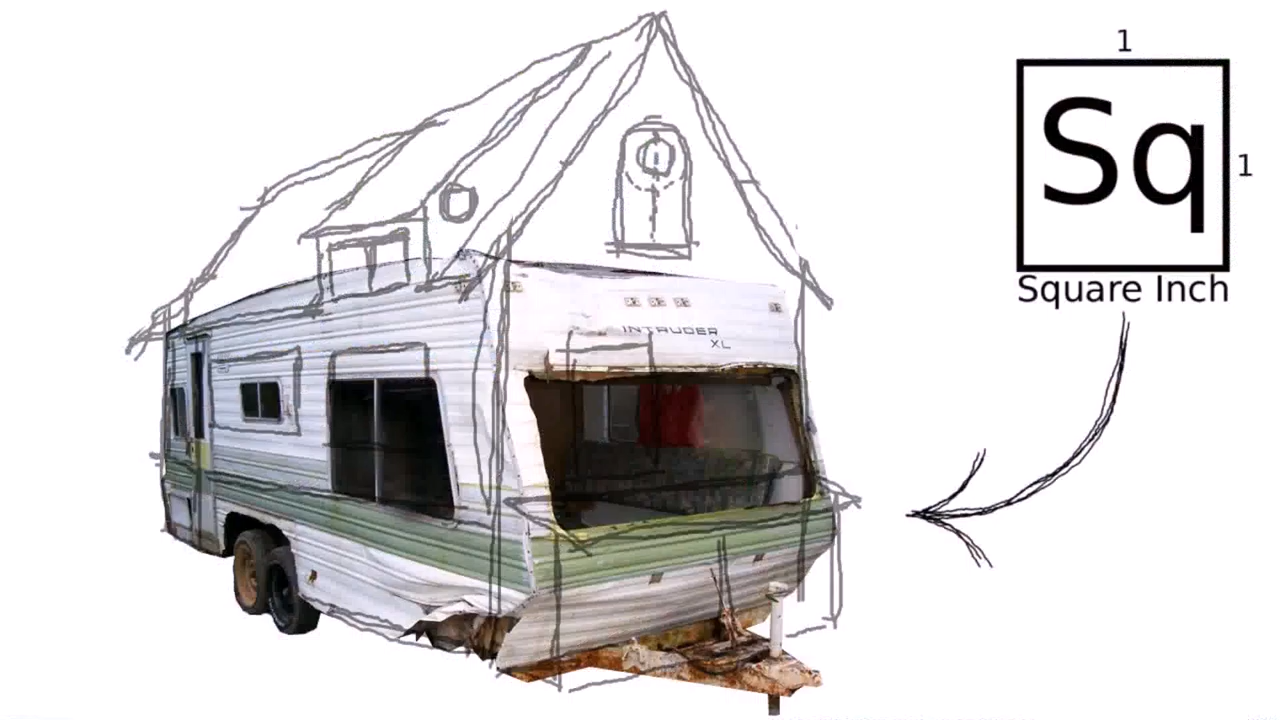 1
Sq
1
Square Inch
INTRUDER
XL